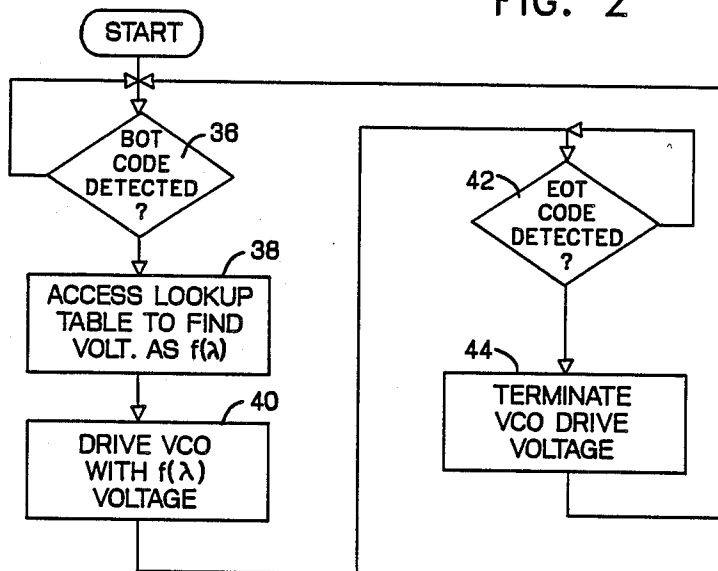 FIG. 2
START
BOT
CODE
DETECTED
?
36
38
ACCESS LOOKUP
TABLE TO FIND
VOLT. AS f(λ)
40
DRIVE VCO
WITH f(λ)
VOLTAGE
42
EOT
CODE
DETECTED
?
44
TERMINATE
VCO DRIVE
VOLTAGE